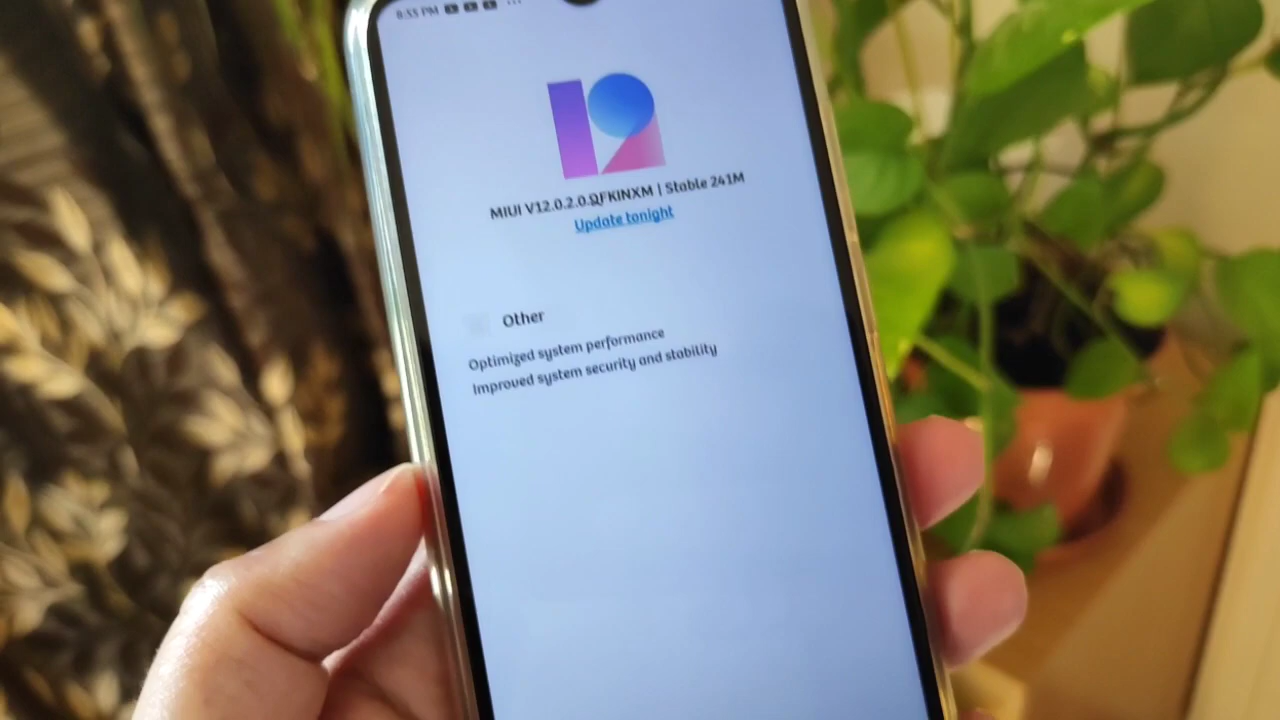 8:55 PM
MIUI V12.0.2.0.QFKINXM | Stable 241M
Update tonight
Other
Optimized system performance
Improved system security and stability